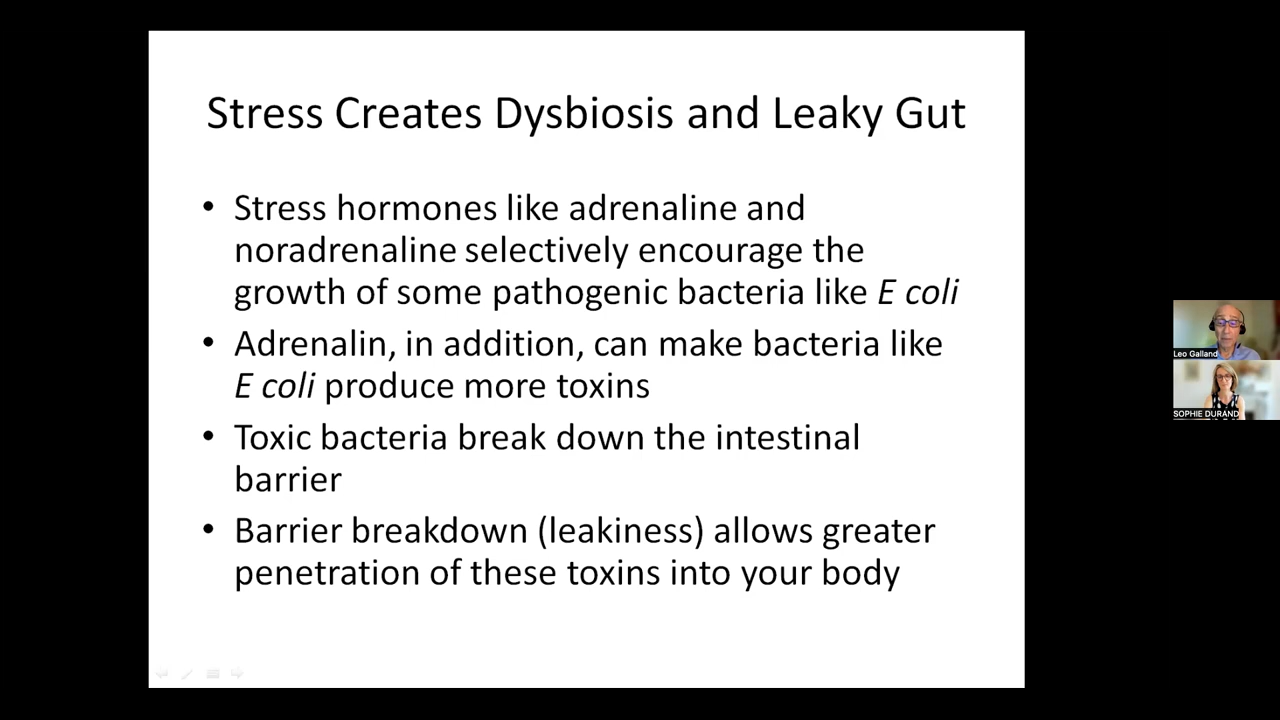 Stress Creates Dysbiosis and Leaky Gut
• Stress hormones like adrenaline and
noradrenaline selectively encourage the
growth of some pathogenic bacteria like E coli
• Adrenalin, in addition, can make bacteria like
E coli produce more toxins
• Toxic bacteria break down the intestinal
barrier
• Barrier breakdown (leakiness) allows greater
penetration of these toxins into your body
Leo Galland
SOPHIE DURAND